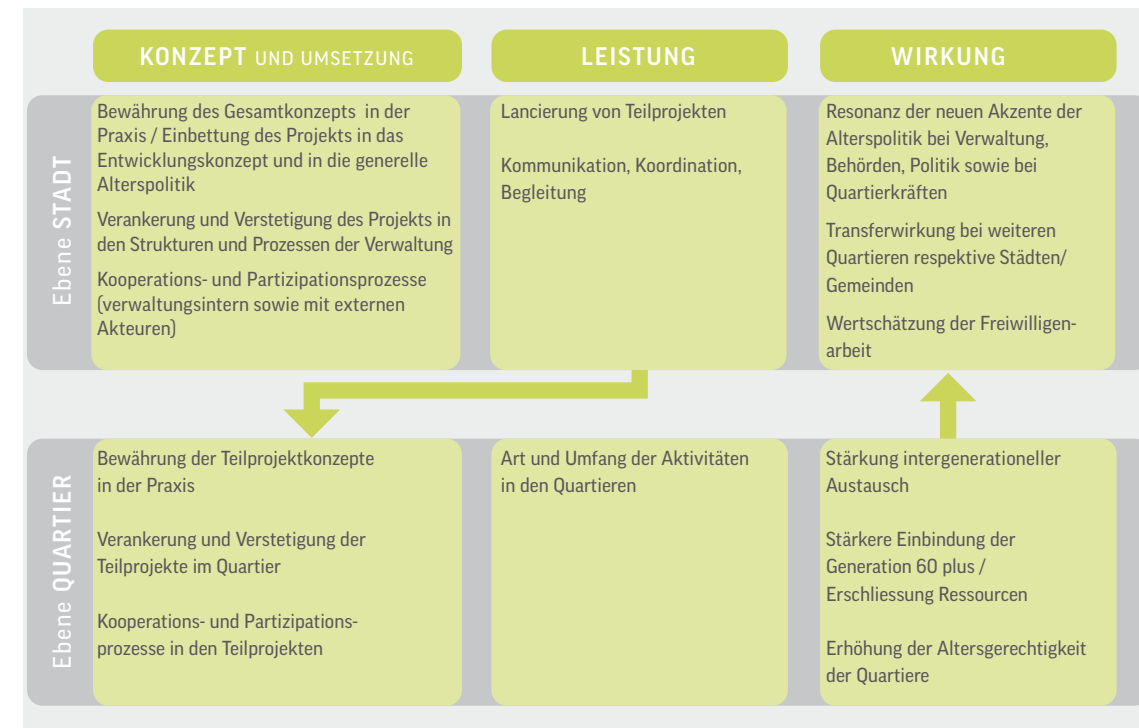 KONZEPT UND UMSETZUNG
LEISTUNG
WIRKUNG
Ebene STADT
Bewährung des Gesamtkonzepts in der
Praxis / Einbettung des Projekts in das
Entwicklungskonzept und in die generelle
Alterspolitik
Verankerung und Verstetigung des Projekts in
den Strukturen und Prozessen der Verwaltung
Kooperations- und Partizipationsprozesse
(verwaltungsintern sowie mit externen
Akteuren)
Lancierung von Teilprojekten
Kommunikation, Koordination,
Begleitung
Resonanz der neuen Akzente der
Alterspolitik bei Verwaltung,
Behörden, Politik sowie bei
Quartierkräften
Transferwirkung bei weiteren
Quartieren respektive Städten/
Gemeinden
Wertschätzung der Freiwilligen-
arbeit
Ebene QUARTIER
Bewährung der Teilprojektkonzepte
in der Praxis
Verankerung und Verstetigung der
Teilprojekte im Quartier
Kooperations- und Partizipations-
prozesse in den Teilprojekten
Art und Umfang der Aktivitäten
in den Quartieren
Stärkung intergenerationeller
Austausch
Stärkere Einbindung der
Generation 60 plus /
Erschliessung Ressourcen
Erhöhung der Altersgerechtigkeit
der Quartiere